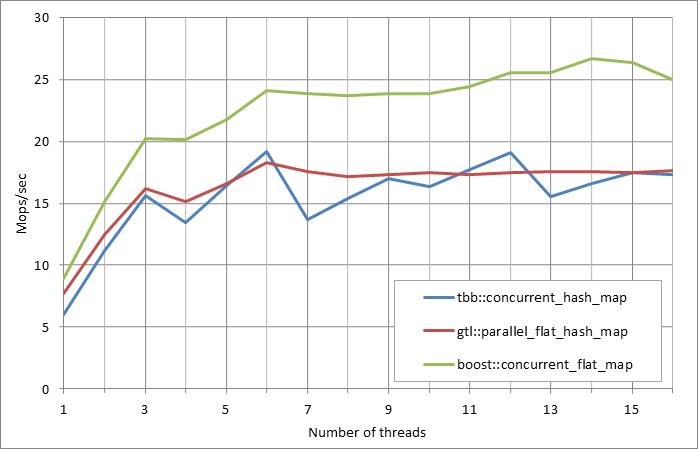 30
25
20
15
10
5
0
Mops/sec
tbb::concurrent_hash_map
gtl::parallel_flat_hash_map
boost::concurrent_flat_map
1 3 5 7 9 11 13 15
Number of threads